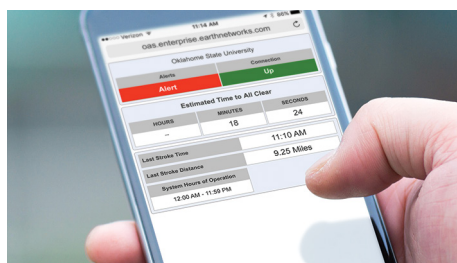 Verizon 11:14 AM 86%
oas.enterprise.earthnetworks.com
Oklahome State University
Alerts Connection
Alert Up
Estimated Time to All Clear
HOURS MINUTES SECONDS
-- 18 24
Last Stroke Time 11:10 AM
Last Stroke Distance 9.25 Miles
System Hours of Operation
12:00 AM - 11:59 PM